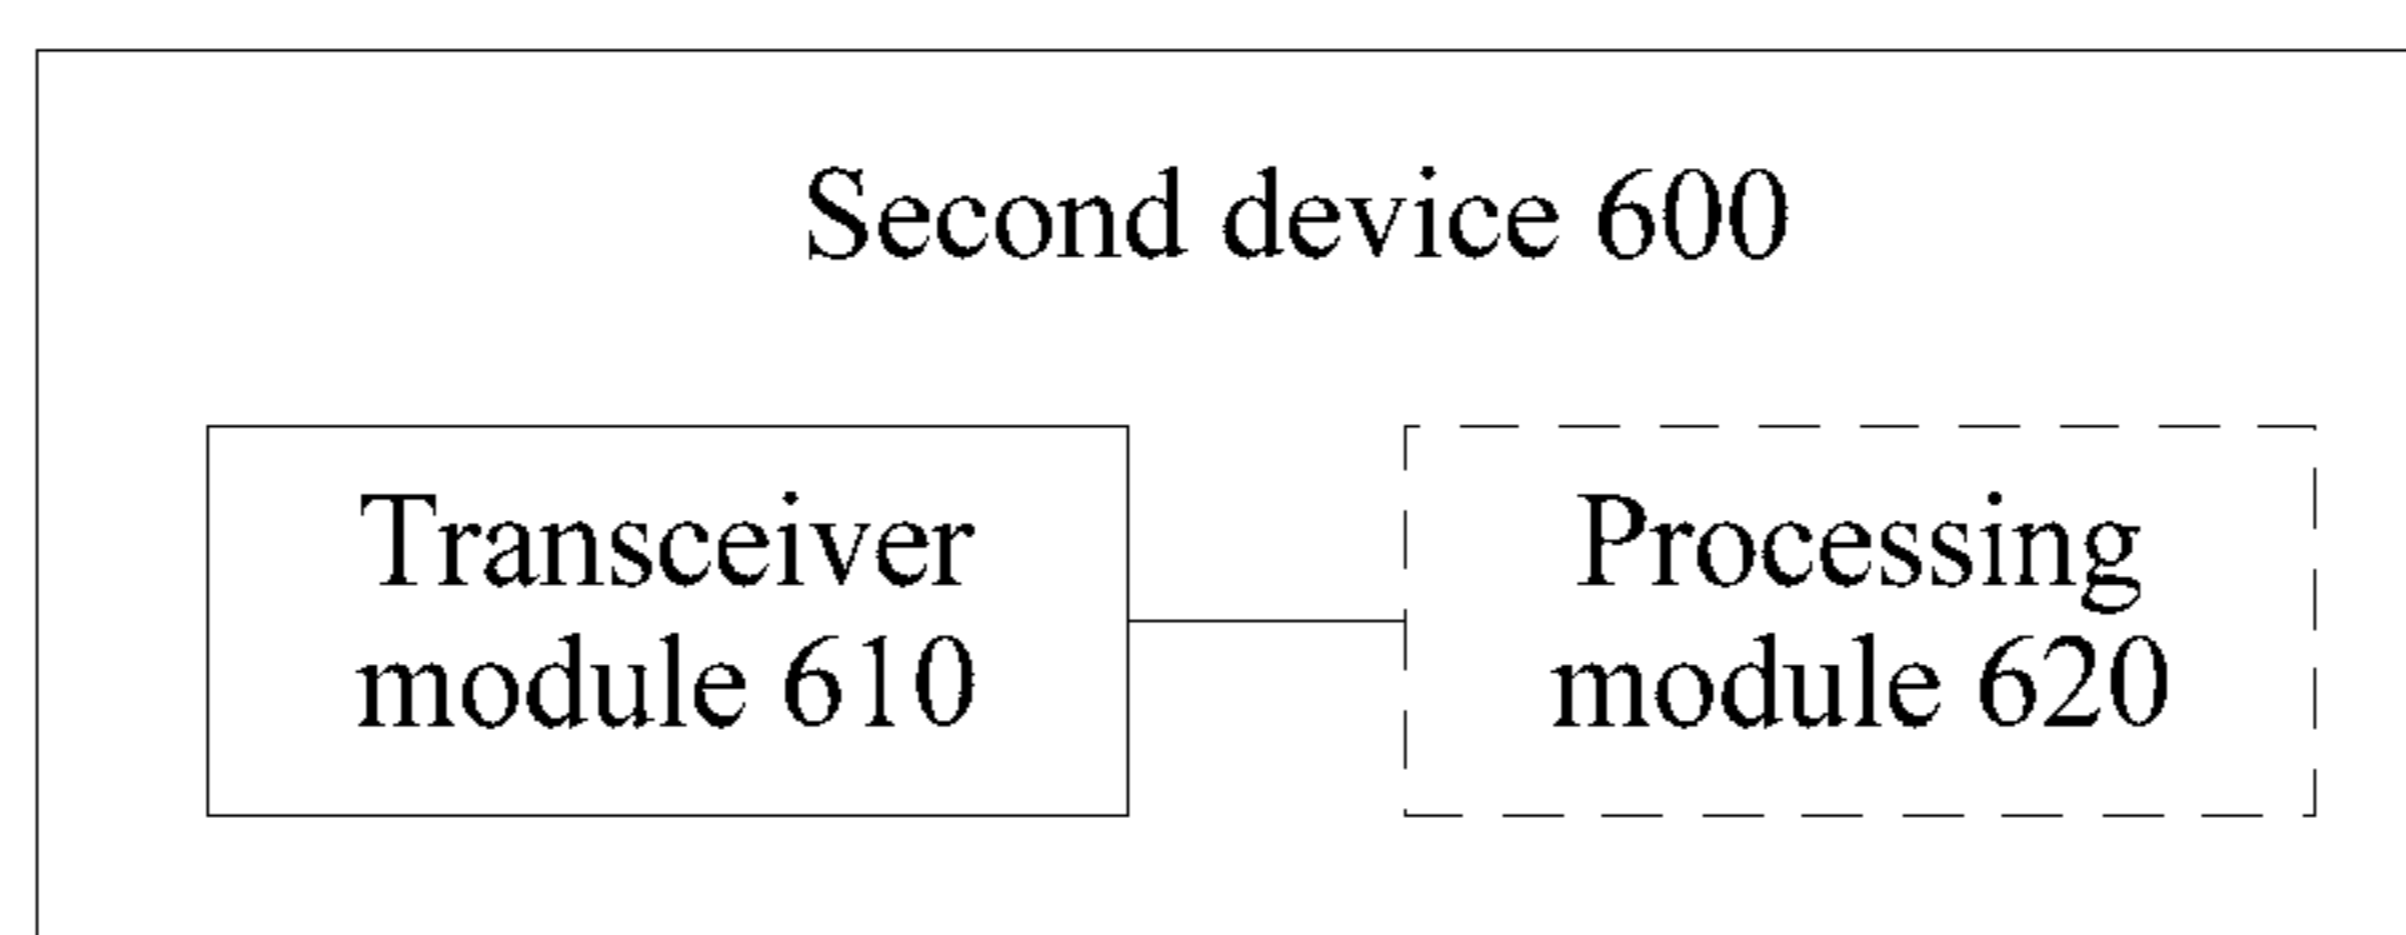 Second device 600
Transceiver
module 610
Processing
module 620